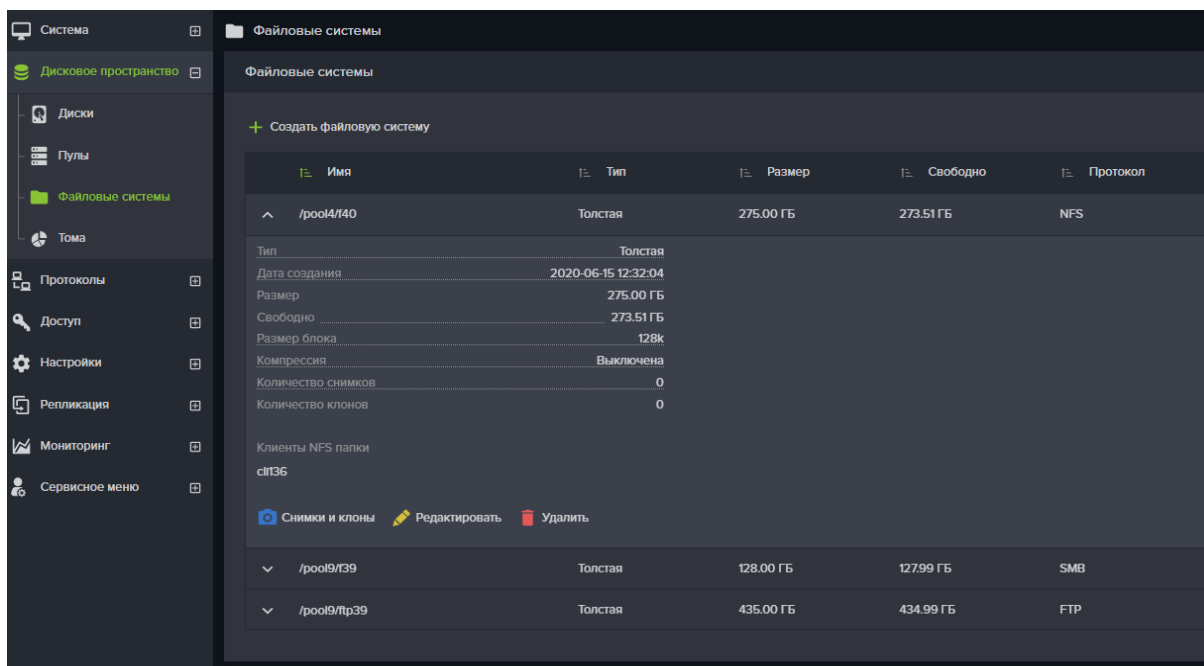 Система
Дисковое пространство
Диски
Пулы
Файловые системы
Тома
Протоколы
Доступ
Настройки
Репликация
Мониторинг
Сервисное меню
Файловые системы
Файловые системы
Создать файловую систему
Имя Тип Размер Свободно Протокол
/pool4/f40 Толстая 275.00 ГБ 273.51 ГБ NFS
Тип Толстая
Дата создания 2020-06-15 12:32:04
Размер 275.00 ГБ
Свободно 273.51 ГБ
Размер блока 128k
Компрессия Выключена
Количество снимков 0
Количество клонов 0
Клиенты NFS папки
Снимки и клоны Редактировать Удалить
/pool9/f39 Толстая 128.00 ГБ 127.99 ГБ SMB
/pool9/ftp39 Толстая 435.00 ГБ 434.99 ГБ FTP